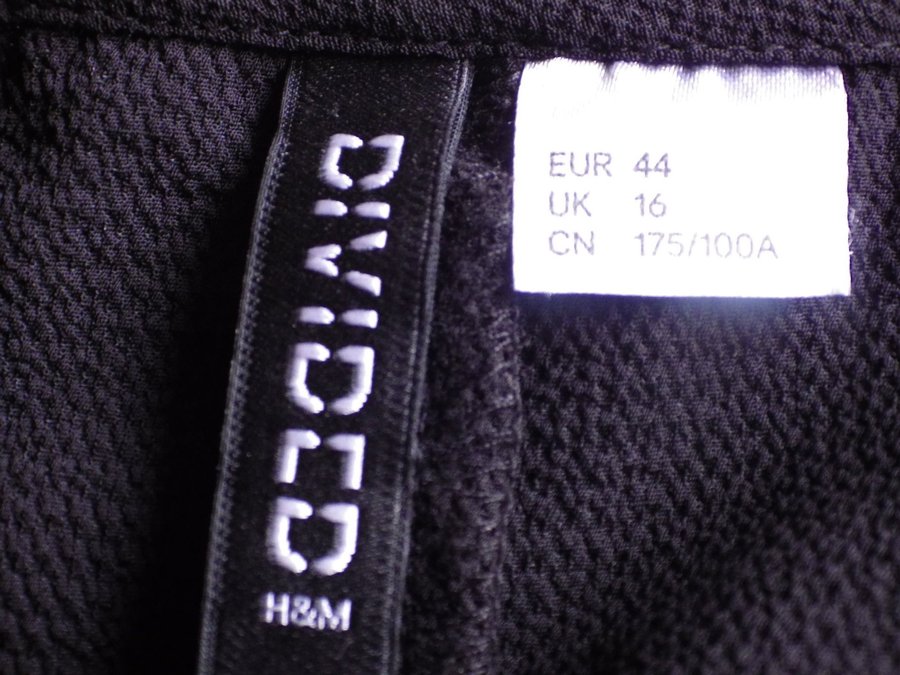 DIVIDED
H&M
EUR 44
UK 16
CN 175/100A